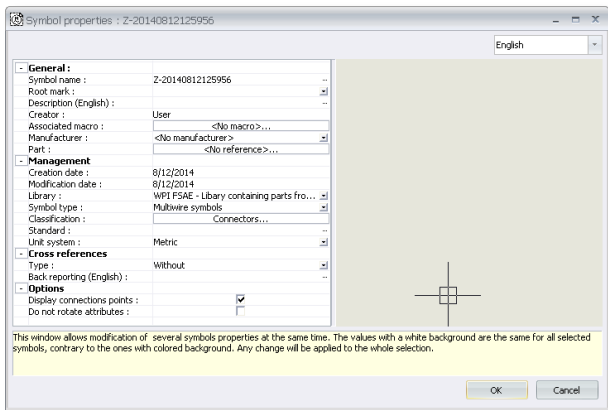 Symbol properties : Z-20140812125956
English
General :
Symbol name : Z-20140812125956
Root mark :
Description (English) :
Creator : User
Associated macro : <No macro>...
Manufacturer : <No manufacturer>
Part : <No reference>...
Management
Creation date : 8/12/2014
Modification date : 8/12/2014
Library : WPI FSAE - Libary containing parts fro...
Symbol type : Multiwire symbols
Classification : Connectors...
Standard :
Unit system : Metric
Cross references
Type : Without
Back reporting (English) :
Options
Display connections points :
Do not rotate attributes :
This window allows modification of several symbols properties at the same time. The values with a white background are the same for all selected
symbols, contrary to the ones with colored background. Any change will be applied to the whole selection.
OK Cancel